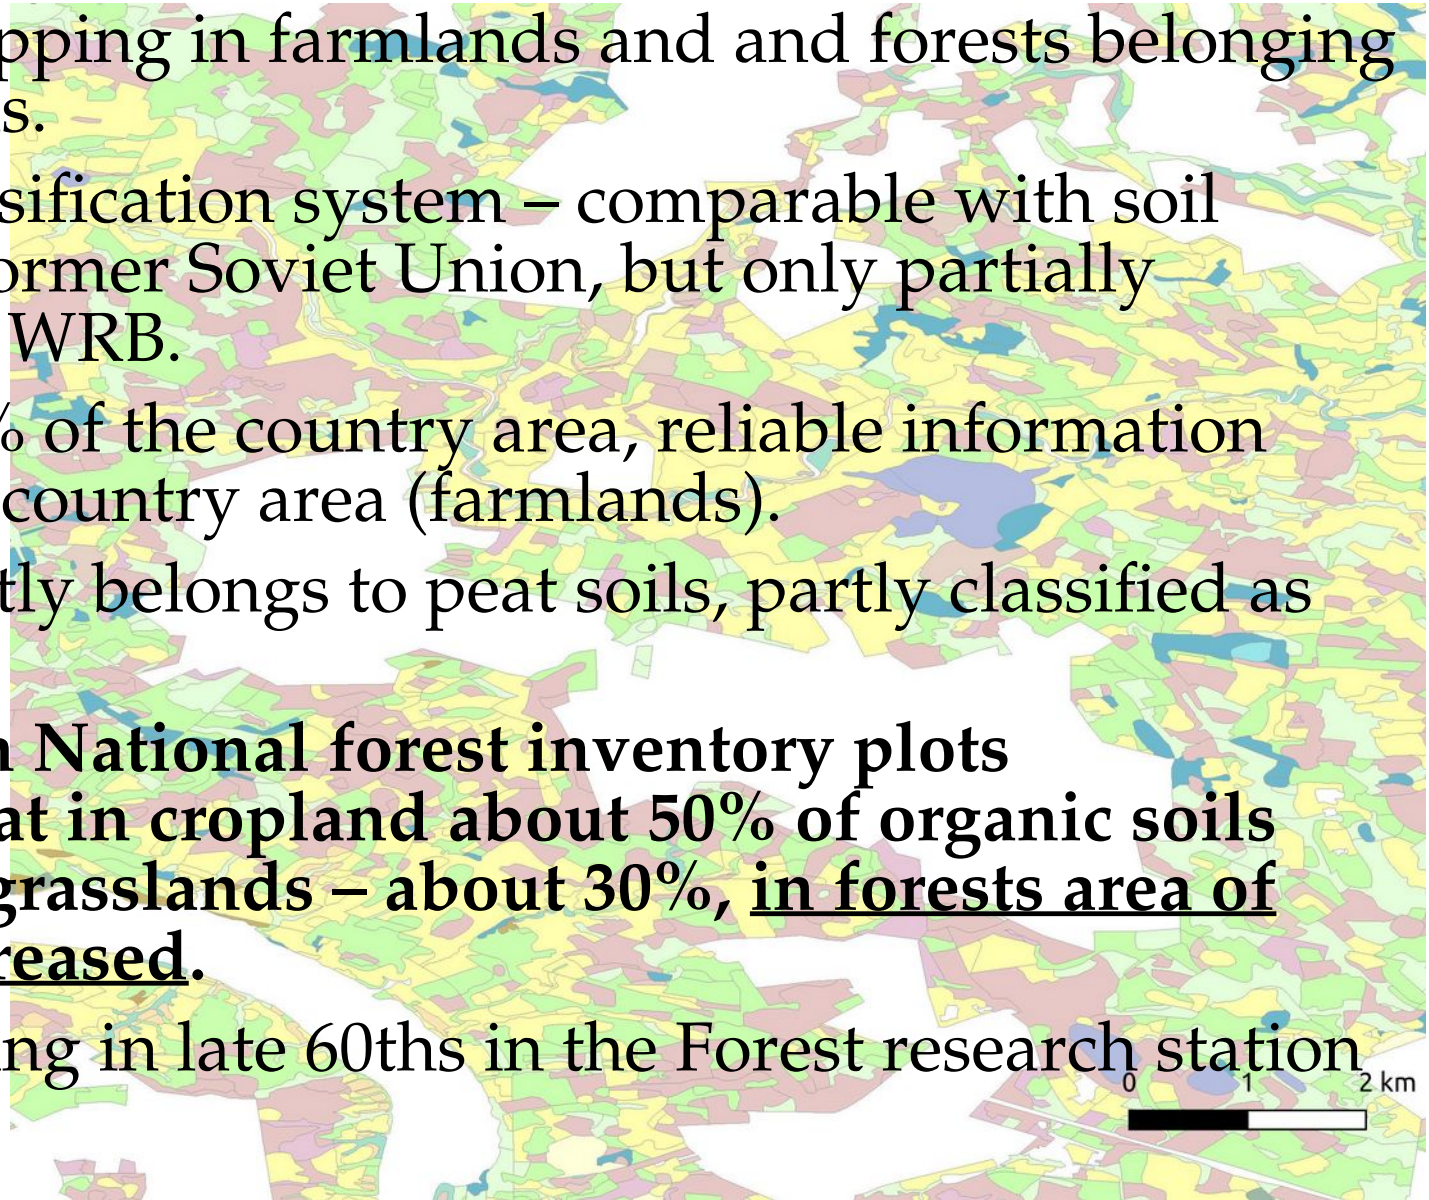 pping in farmlands and and forests belonging
s.
sification system – comparable with soil
ormer Soviet Union, but only partially
WRB.
% of the country area, reliable information
country area (farmlands).
tly belongs to peat soils, partly classified as
n National forest inventory plots
at in cropland about 50% of organic soils
grasslands – about 30%, in forests area of
reased.
ing in late 60ths in the Forest research station
0 1 2 km